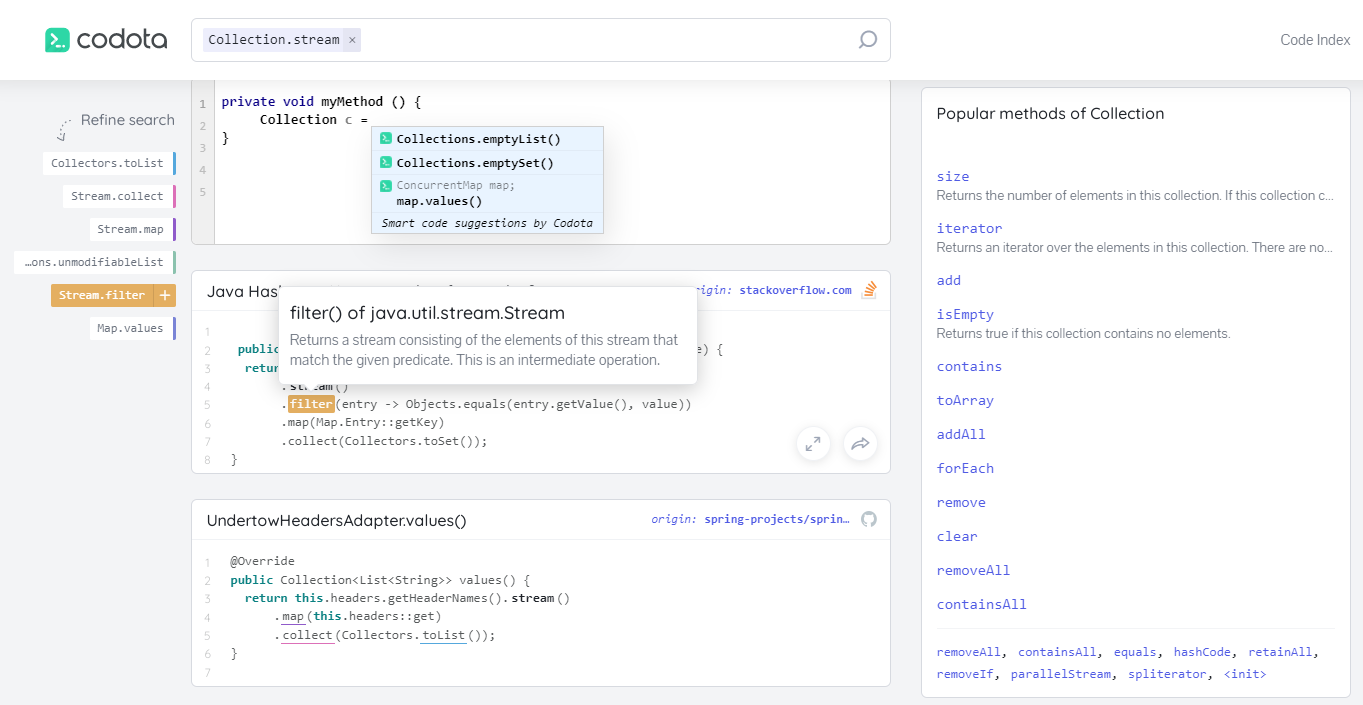 codota
Collection.stream ×
Code Index
Refine search
Collectors.toList
Stream.collect
Stream.map
…ons.unmodifiableList
Stream.filter +
Map.values
1 private void myMethod () {
2 Collection c =
3 }
4
5
Collections.emptyList()
Collections.emptySet()
ConcurrentMap map;
map.values()
Smart code suggestions by Codota
Java
origin: stackoverflow.com
filter() of java.util.stream.Stream
Returns a stream consisting of the elements of this stream that
match the given predicate. This is an intermediate operation.
1
2 e) {
3
4 .stream()
5 .filter(entry -> Objects.equals(entry.getValue(), value))
6 .map(Map.Entry::getKey)
7 .collect(Collectors.toSet());
8 }
UndertowHeadersAdapter.values()
origin: spring-projects/sprin…
1 @Override
2 public Collection<List<String>> values() {
3 return this.headers.getHeaderNames().stream()
4 .map(this.headers::get)
5 .collect(Collectors.toList());
6 }
7
Popular methods of Collection
size
Returns the number of elements in this collection. If this collection c...
iterator
Returns an iterator over the elements in this collection. There are no...
add
isEmpty
Returns true if this collection contains no elements.
contains
toArray
addAll
forEach
remove
clear
removeAll
containsAll
removeAll, containsAll, equals, hashCode, retainAll,
removeIf, parallelStream, spliterator, <init>